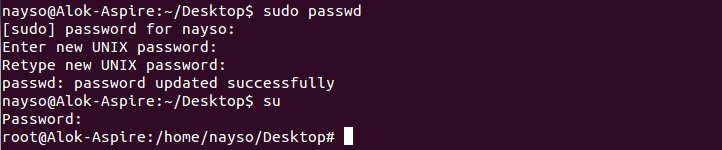 nayso@Alok-Aspire:~/Desktop$ sudo passwd
[sudo] password for nayso:
Enter new UNIX password:
Retype new UNIX password:
passwd: password updated successfully
nayso@Alok-Aspire:~/Desktop$ su
Password:
root@Alok-Aspire:/home/nayso/Desktop#